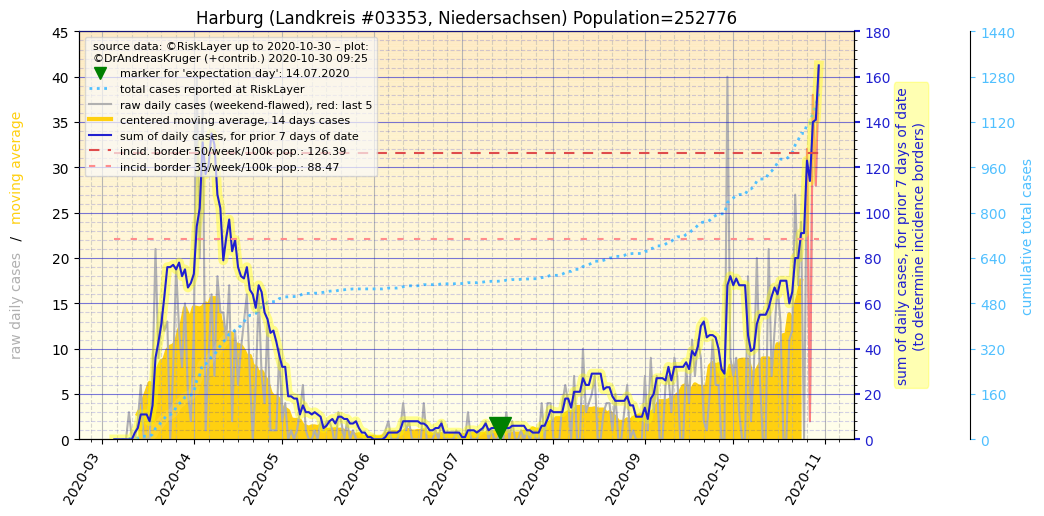 Harburg (Landkreis #03353, Niedersachsen) Population=252776
source data: ©RiskLayer up to 2020-10-30 – plot:
©DrAndreasKruger (+contrib.) 2020-10-30 09:25
marker for 'expectation day': 14.07.2020
total cases reported at RiskLayer
raw daily cases (weekend-flawed), red: last 5
centered moving average, 14 days cases
sum of daily cases, for prior 7 days of date
incid. border 50/week/100k pop.: 126.39
incid. border 35/week/100k pop.: 88.47
raw daily cases / moving average
45
40
35
30
25
20
15
10
5
0
2020-03
2020-04
2020-05
2020-06
2020-07
2020-08
2020-09
2020-10
2020-11
180
160
140
120
100
80
60
40
20
0
sum of daily cases, for prior 7 days of date
(to determine incidence borders)
1440
1280
1120
960
800
640
480
320
160
0
cumulative total cases